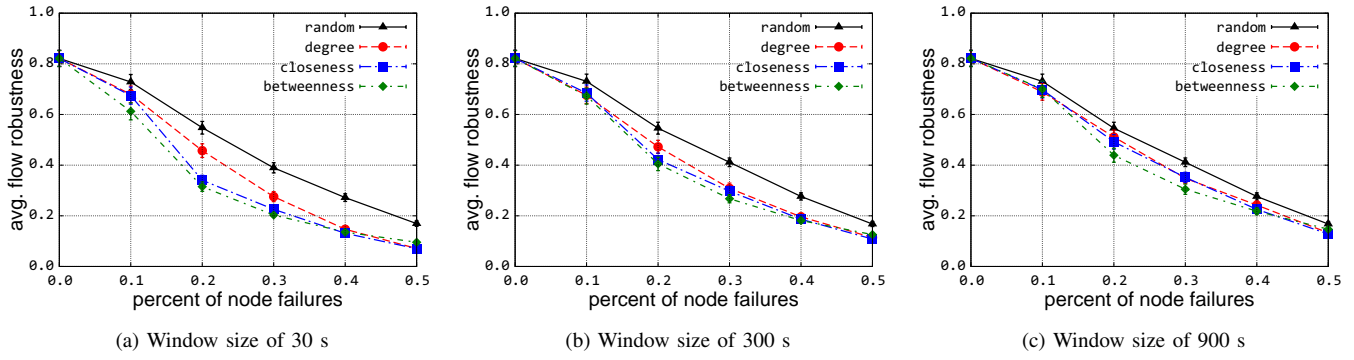 avg. flow robustness
1.0
0.8
0.6
0.4
0.2
0.0
random
degree
closeness
betweenness
0.0 0.1 0.2 0.3 0.4 0.5
percent of node failures
(a) Window size of 30 s
avg. flow robustness
1.0
0.8
0.6
0.4
0.2
0.0
random
degree
closeness
betweenness
0.0 0.1 0.2 0.3 0.4 0.5
percent of node failures
(b) Window size of 300 s
avg. flow robustness
1.0
0.8
0.6
0.4
0.2
0.0
random
degree
closeness
betweenness
0.0 0.1 0.2 0.3 0.4 0.5
percent of node failures
(c) Window size of 900 s